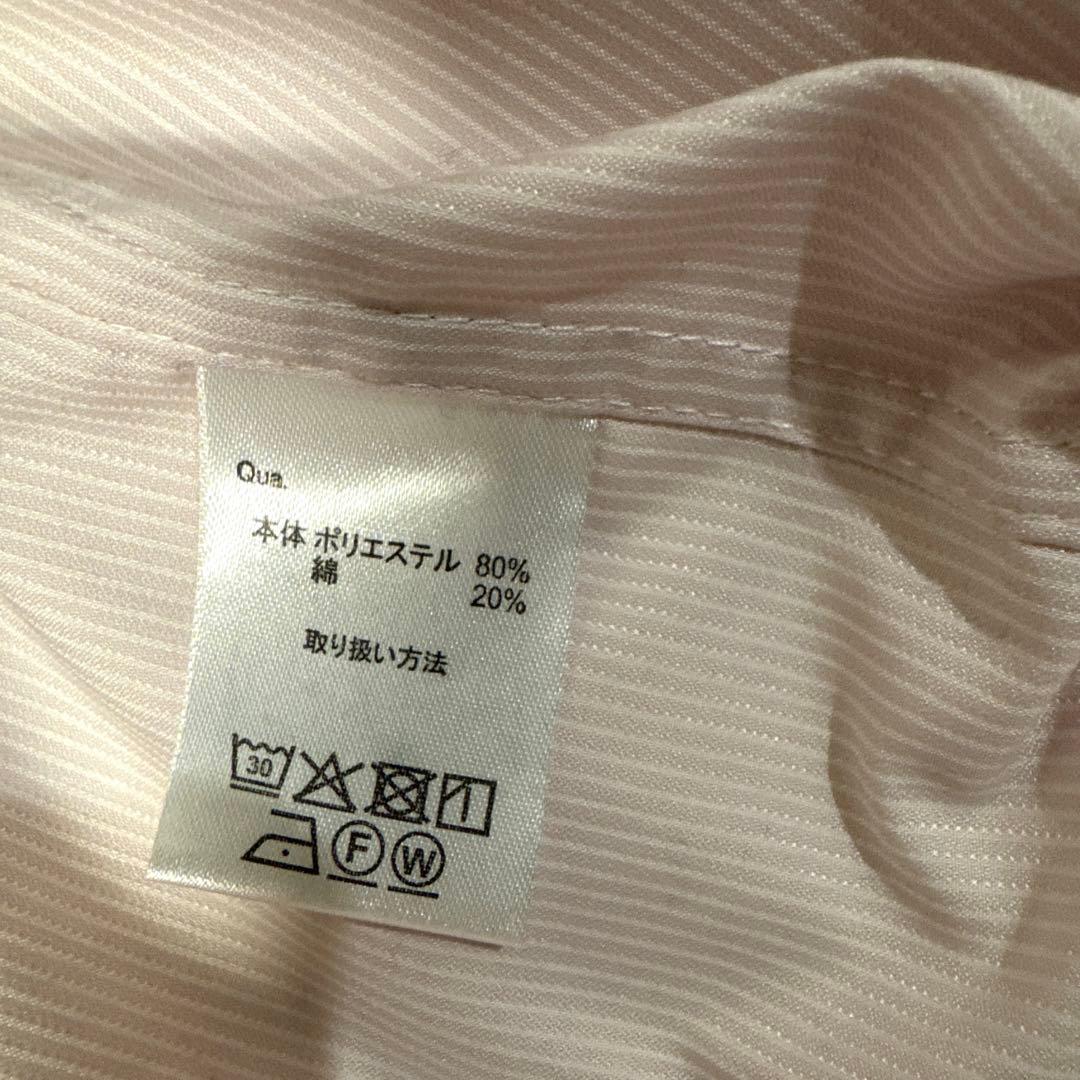 Qua.
本体 ポリエステル 80%
綿 20%
取り扱い方法
30
F W